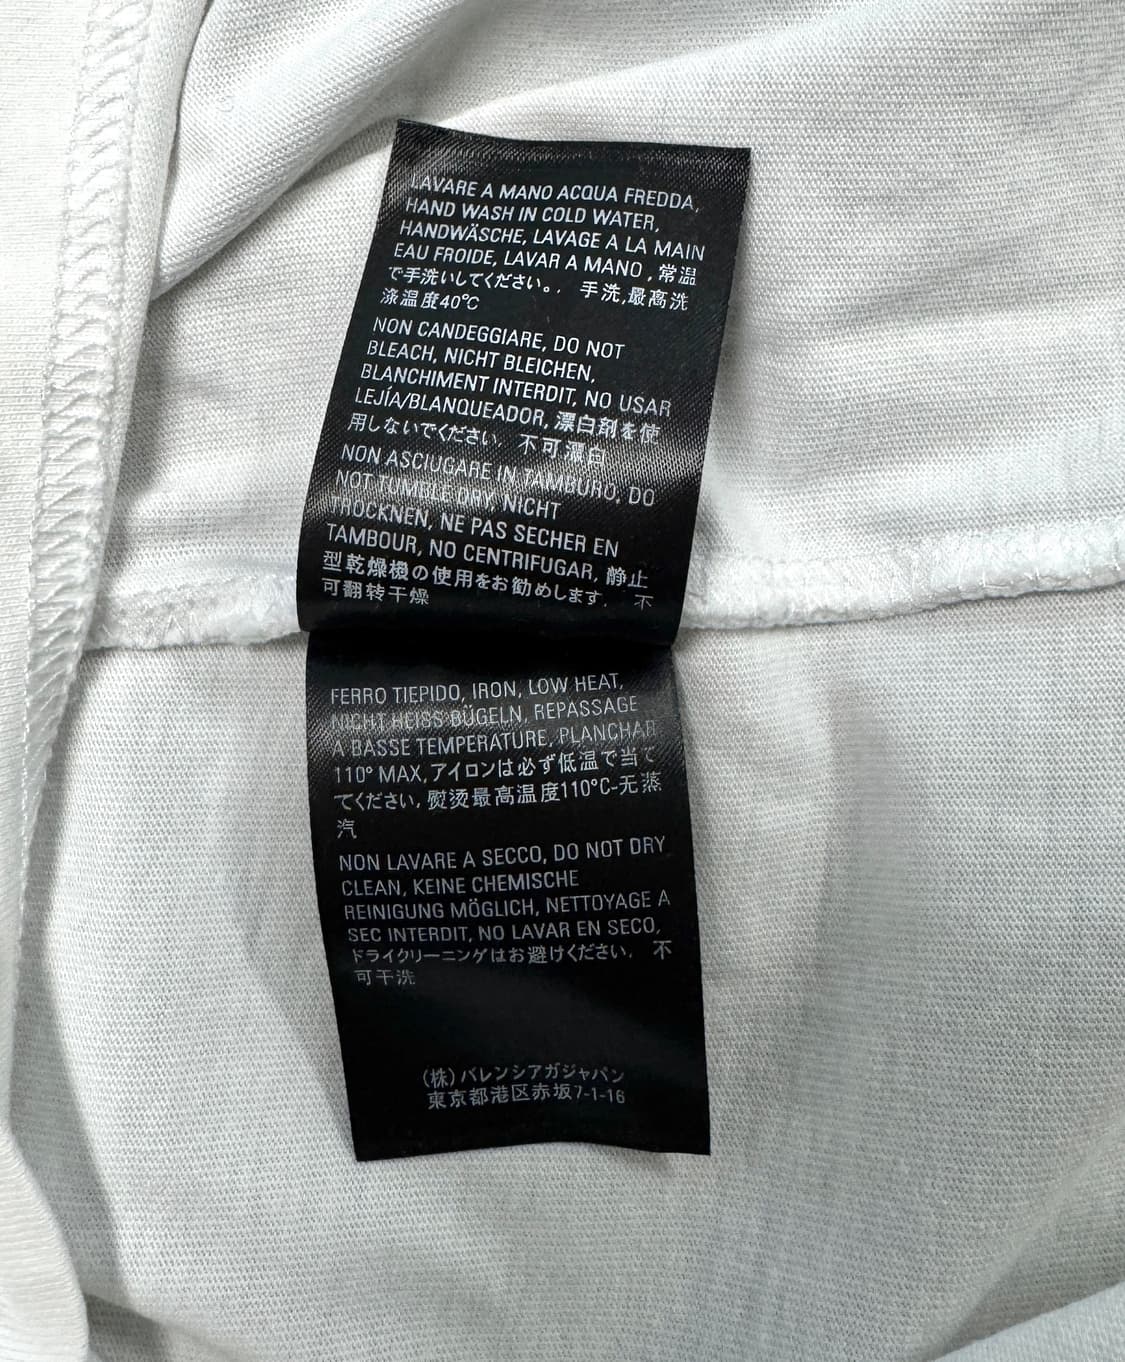 LAVARE A MANO ACQUA FREDDA,
HAND WASH IN COLD WATER,
HANDWÄSCHE, LAVAGE A LA MAIN
EAU FROIDE, LAVAR A MANO , 常温
で手洗いしてください。. 手洗,最高洗
涤温度40℃
NON CANDEGGIARE, DO NOT
BLEACH, NICHT BLEICHEN,
BLANCHIMENT INTERDIT, NO USAR
LEJÍA/BLANQUEADOR, 漂白剤を使
用しないでください. 不可漂白
NON ASCIUGARE IN TAMBURO, DO
NOT TUMBLE DRY, NICHT
TROCKNEN, NE PAS SECHER EN
TAMBOUR, NO CENTRIFUGAR, 静止
型乾燥機の使用をお勧めします. 不
可翻转干燥
FERRO TIEPIDO, IRON, LOW HEAT,
NICHT HEISS BÜGELN, REPASSAGE
A BASSE TEMPERATURE, PLANCHAR
110° MAX, アイロンは必ず低温で当て
てください, 熨烫最高温度110°C-无蒸
汽
NON LAVARE A SECCO, DO NOT DRY
CLEAN, KEINE CHEMISCHE
REINIGUNG MÖGLICH, NETTOYAGE A
SEC INTERDIT, NO LAVAR EN SECO,
ドライクリーニングはお避けください. 不
可干洗
(株)バレンシアガジャパン
東京都港区赤坂7-1-16